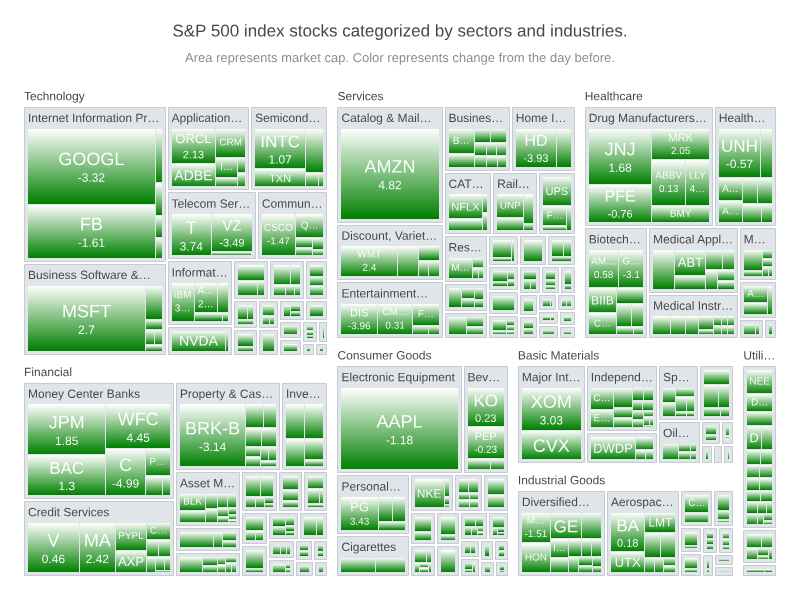 S&P 500 index stocks categorized by sectors and industries.
Area represents market cap. Color represents change from the day before.
Technology
Internet Information Pr…
GOOGL
-3.32
FB
-1.61
Application…
ORCL
2.13
CRM
I…
ADBE
Semicond…
INTC
1.07
TXN
Telecom Ser…
T
3.74
VZ
-3.49
Commun…
CSCO
-1.47
Q…
Business Software &…
MSFT
2.7
Informat…
IBM
3…
A…
2…
NVDA
Services
Catalog & Mail…
AMZN
4.82
Busines…
B…
Home I…
HD
-3.93
CAT…
NFLX
Rail…
UNP
UPS
F…
Discount, Variet…
WMT
2.4
Res…
M…
Entertainment…
DIS
-3.96
CM…
0.31
F…
Healthcare
Drug Manufacturers…
JNJ
1.68
PFE
-0.76
MRK
2.05
ABBV
0.13
LLY
4…
BMY
Health…
UNH
-0.57
A…
A…
Biotech…
AM…
0.58
G…
-3.1
BIIB
C…
Medical Appl…
ABT
M…
A…
Medical Instr…
Financial
Money Center Banks
JPM
1.85
WFC
4.45
BAC
1.3
C
-4.99
P…
Property & Cas…
BRK-B
-3.14
Inve…
Asset M…
BLK
Credit Services
V
0.46
MA
2.42
PYPL
C…
AXP
Consumer Goods
Electronic Equipment
AAPL
-1.18
Bev…
KO
0.23
PEP
-0.23
Personal…
PG
3.43
NKE
Cigarettes
Basic Materials
Major Int…
XOM
3.03
CVX
Independ…
C…
E…
DWDP
Sp…
Oil…
Industrial Goods
Diversified…
M…
-1.51
GE
HON
I…
Aerospac…
BA
0.18
LMT
UTX
C…
Utili…
NEE
D…
D